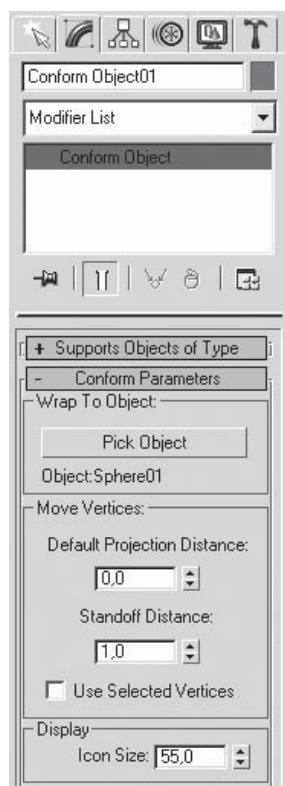 Conform Object01
Modifier List
Conform Object
+ Supports Objects of Type
- Conform Parameters
Wrap To Object:
Pick Object
Object:Sphere01
Move Vertices:
Default Projection Distance:
0,0
Standoff Distance:
1,0
Use Selected Vertices
Display
Icon Size: 55,0